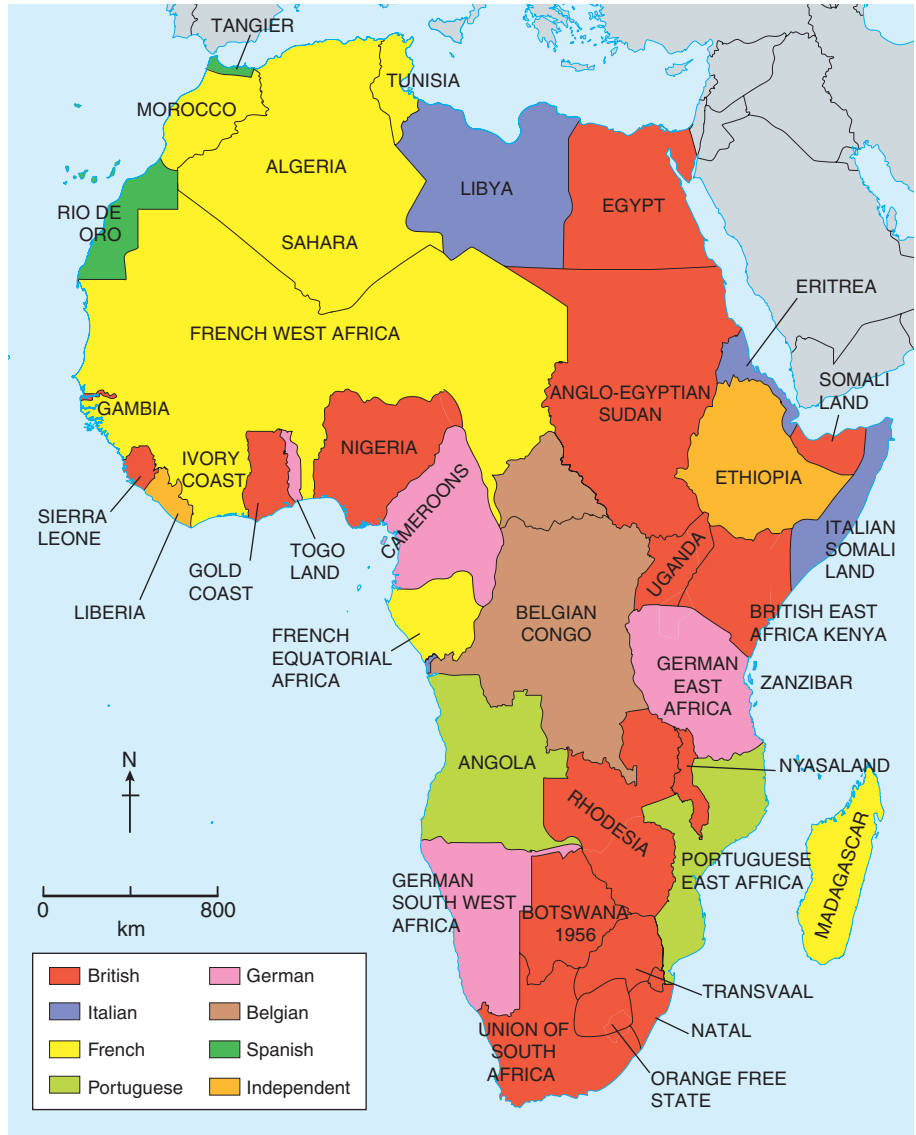 TANGIER
TUNISIA
MOROCCO
ALGERIA
LIBYA
EGYPT
RIO DE
ORO
SAHARA
ERITREA
FRENCH WEST AFRICA
SOMALI
LAND
ANGLO-EGYPTIAN
SUDAN
GAMBIA
NIGERIA
IVORY
COAST
ETHIOPIA
CAMEROONS
SIERRA
LEONE
TOGO
LAND
UGANDA
ITALIAN
SOMALI
LAND
GOLD
COAST
LIBERIA
BELGIAN
CONGO
BRITISH EAST
AFRICA KENYA
FRENCH
EQUATORIAL
AFRICA
GERMAN
EAST
AFRICA
ZANZIBAR
N
ANGOLA
NYASALAND
RHODESIA
MADAGASCAR
PORTUGUESE
EAST AFRICA
GERMAN
SOUTH WEST
AFRICA
0 800
km
BOTSWANA
1956
TRANSVAAL
NATAL
UNION OF
SOUTH
AFRICA
ORANGE FREE
STATE
British
Italian
French
Portuguese
German
Belgian
Spanish
Independent